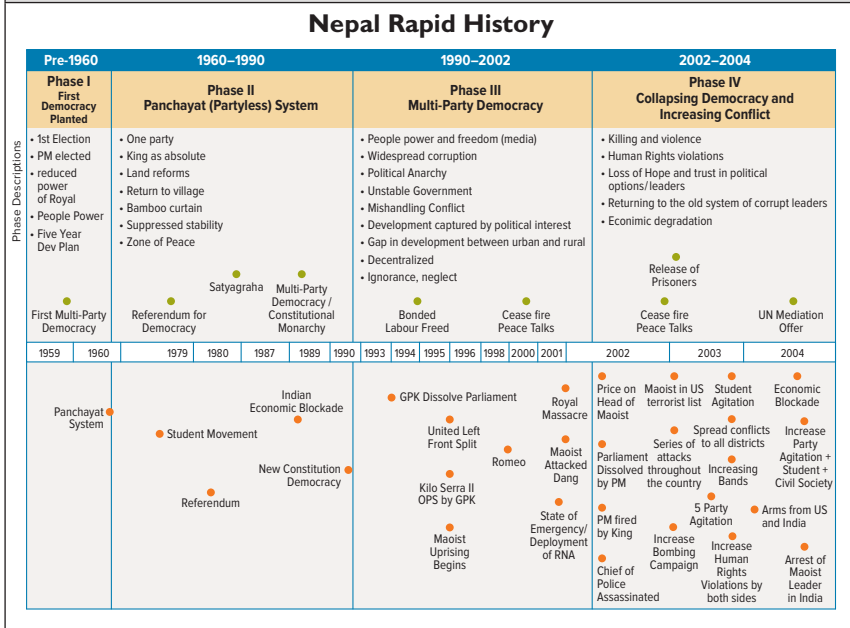 Nepal Rapid History
Pre-1960
1960–1990
1990–2002
2002–2004
Phase I
First
Democracy
Planted
Phase II
Panchayat (Partyless) System
Phase III
Multi-Party Democracy
Phase IV
Collapsing Democracy and
Increasing Conflict
Phase Descriptions
• 1st Election
• PM elected
• reduced
power
of Royal
• People Power
• Five Year
Dev Plan
• One party
• King as absolute
• Land reforms
• Return to village
• Bamboo curtain
• Suppressed stability
• Zone of Peace
• People power and freedom (media)
• Widespread corruption
• Political Anarchy
• Unstable Government
• Mishandling Conflict
• Development captured by political interest
• Gap in development between urban and rural
• Decentralized
• Ignorance, neglect
• Killing and violence
• Human Rights violations
• Loss of Hope and trust in political
options/leaders
• Returning to the old system of corrupt leaders
• Econimic degradation
First Multi-Party
Democracy
Referendum for
Democracy
Satyagraha
Multi-Party
Democracy /
Constitutional
Monarchy
Bonded
Labour Freed
Cease fire
Peace Talks
Release of
Prisoners
Cease fire
Peace Talks
UN Mediation
Offer
1959
1960
1979
1980
1987
1989
1990
1993
1994
1995
1996
1998
2000
2001
2002
2003
2004
Panchayat
System
Student Movement
Referendum
Indian
Economic Blockade
New Constitution
Democracy
GPK Dissolve Parliament
United Left
Front Split
Kilo Serra II
OPS by GPK
Maoist
Uprising
Begins
Romeo
Royal
Massacre
Maoist
Attacked
Dang
State of
Emergency/
Deployment
of RNA
Price on
Head of
Maoist
Parliament
Dissolved
by PM
PM fired
by King
Chief of
Police
Assassinated
Maoist in US
terrorist list
Series of
attacks
throughout
the country
Increase
Bombing
Campaign
Student
Agitation
Spread conflicts
to all districts
Increasing
Bands
5 Party
Agitation
Increase
Human
Rights
Violations by
both sides
Economic
Blockade
Increase
Party
Agitation +
Student +
Civil Society
Arms from US
and India
Arrest of
Maoist
Leader
in India